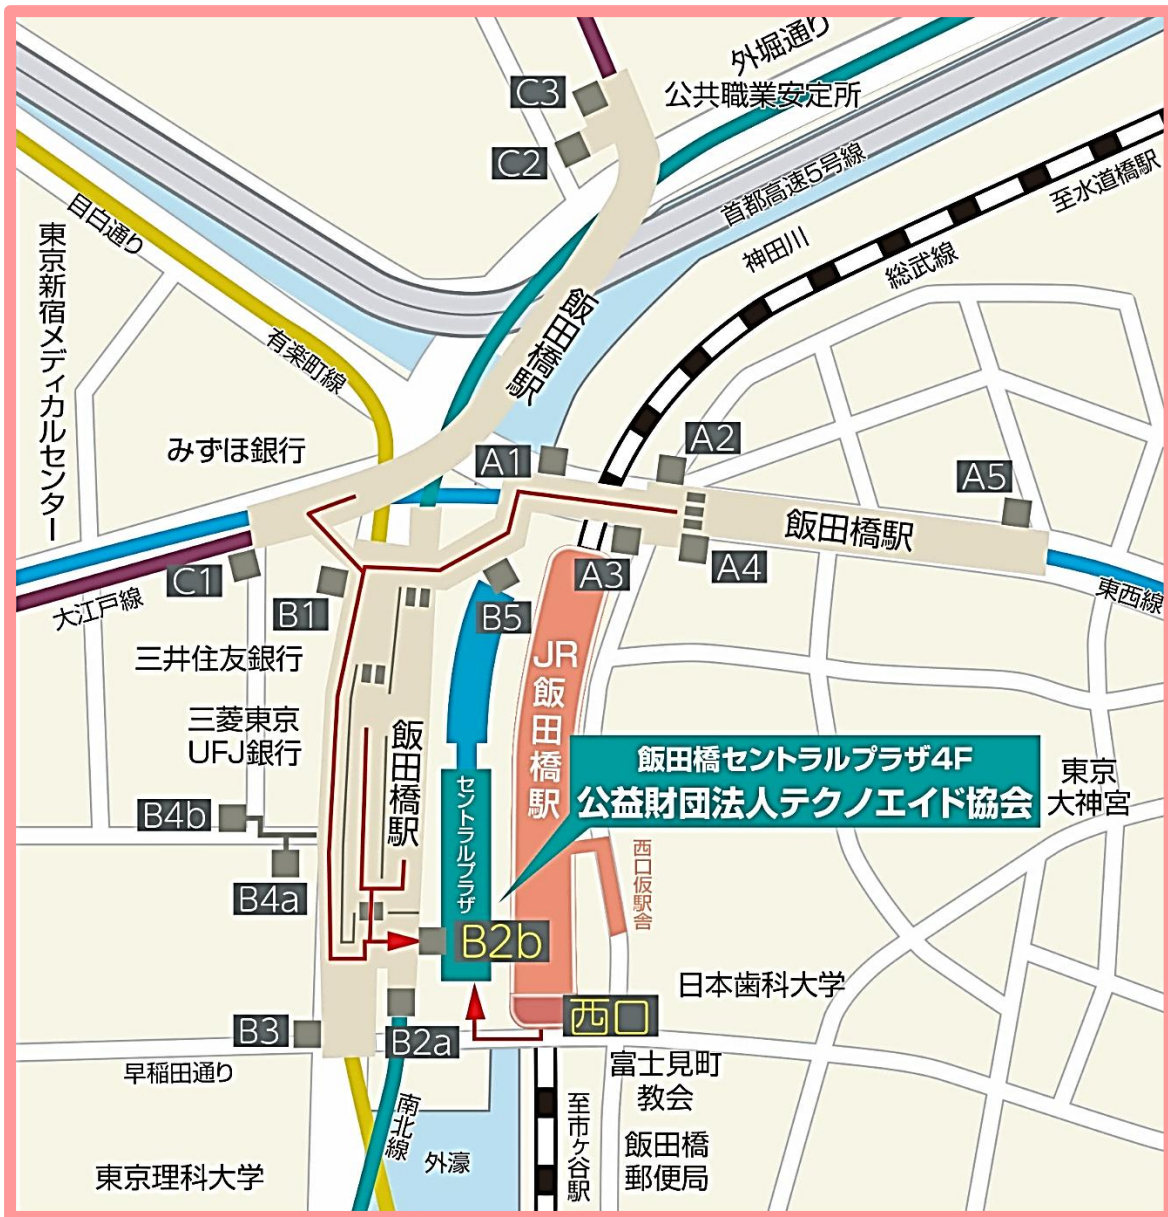 外堀通り
C3
公共職業安定所
C2
首都高速5号線
至水道橋駅
目白通り
神田川
総武線
東京新宿メディカルセンター
有楽町線
飯田橋駅
みずほ銀行
A1
A2
A5
飯田橋駅
A3
A4
C1
B1
B5
東西線
大江戸線
三井住友銀行
JR
飯田橋駅
三菱東京
UFJ銀行
飯田橋駅
飯田橋セントラルプラザ4F
公益財団法人テクノエイド協会
東京
大神宮
セントラルプラザ
B4b
B4a
西口仮駅舎
B2b
日本歯科大学
西口
B3
B2a
早稲田通り
富士見町
教会
南北線
至市ヶ谷駅
飯田橋
郵便局
外濠
東京理科大学